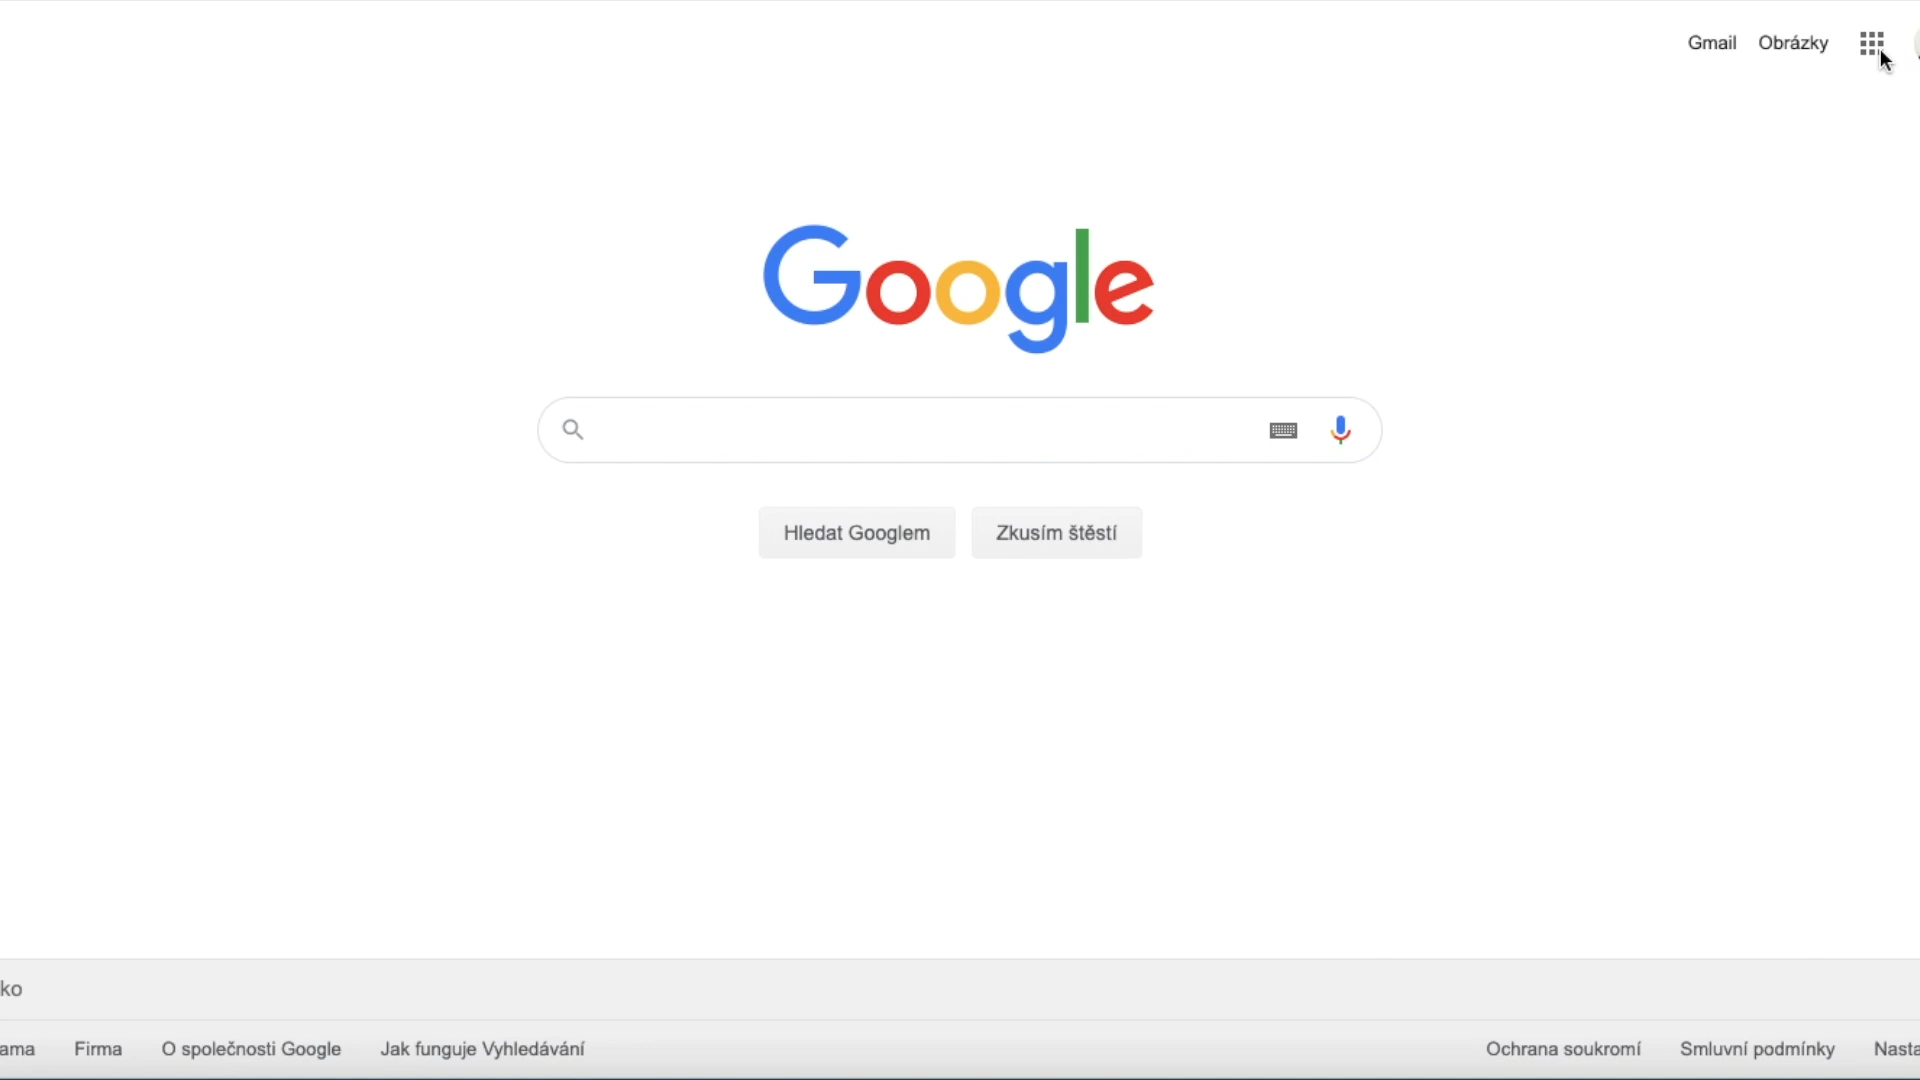 Gmail Obrázky
Google
Hledat Googlem Zkusím štěstí
ko
ama Firma O společnosti Google Jak funguje Vyhledávání Ochrana soukromí Smluvní podmínky Nasta